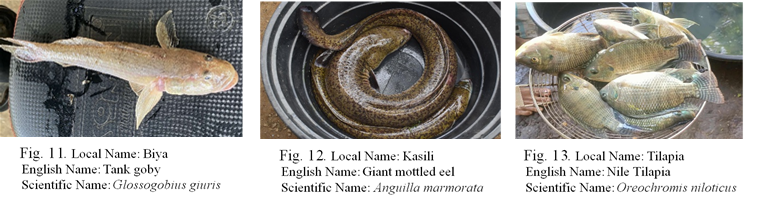 Fig. 11. Local Name: Biya
English Name: Tank goby
Scientific Name: Glossogobius giuris
Fig. 12. Local Name: Kasili
English Name: Giant mottled eel
Scientific Name: Anguilla marmorata
Fig. 13. Local Name: Tilapia
English Name: Nile Tilapia
Scientific Name: Oreochromis niloticus